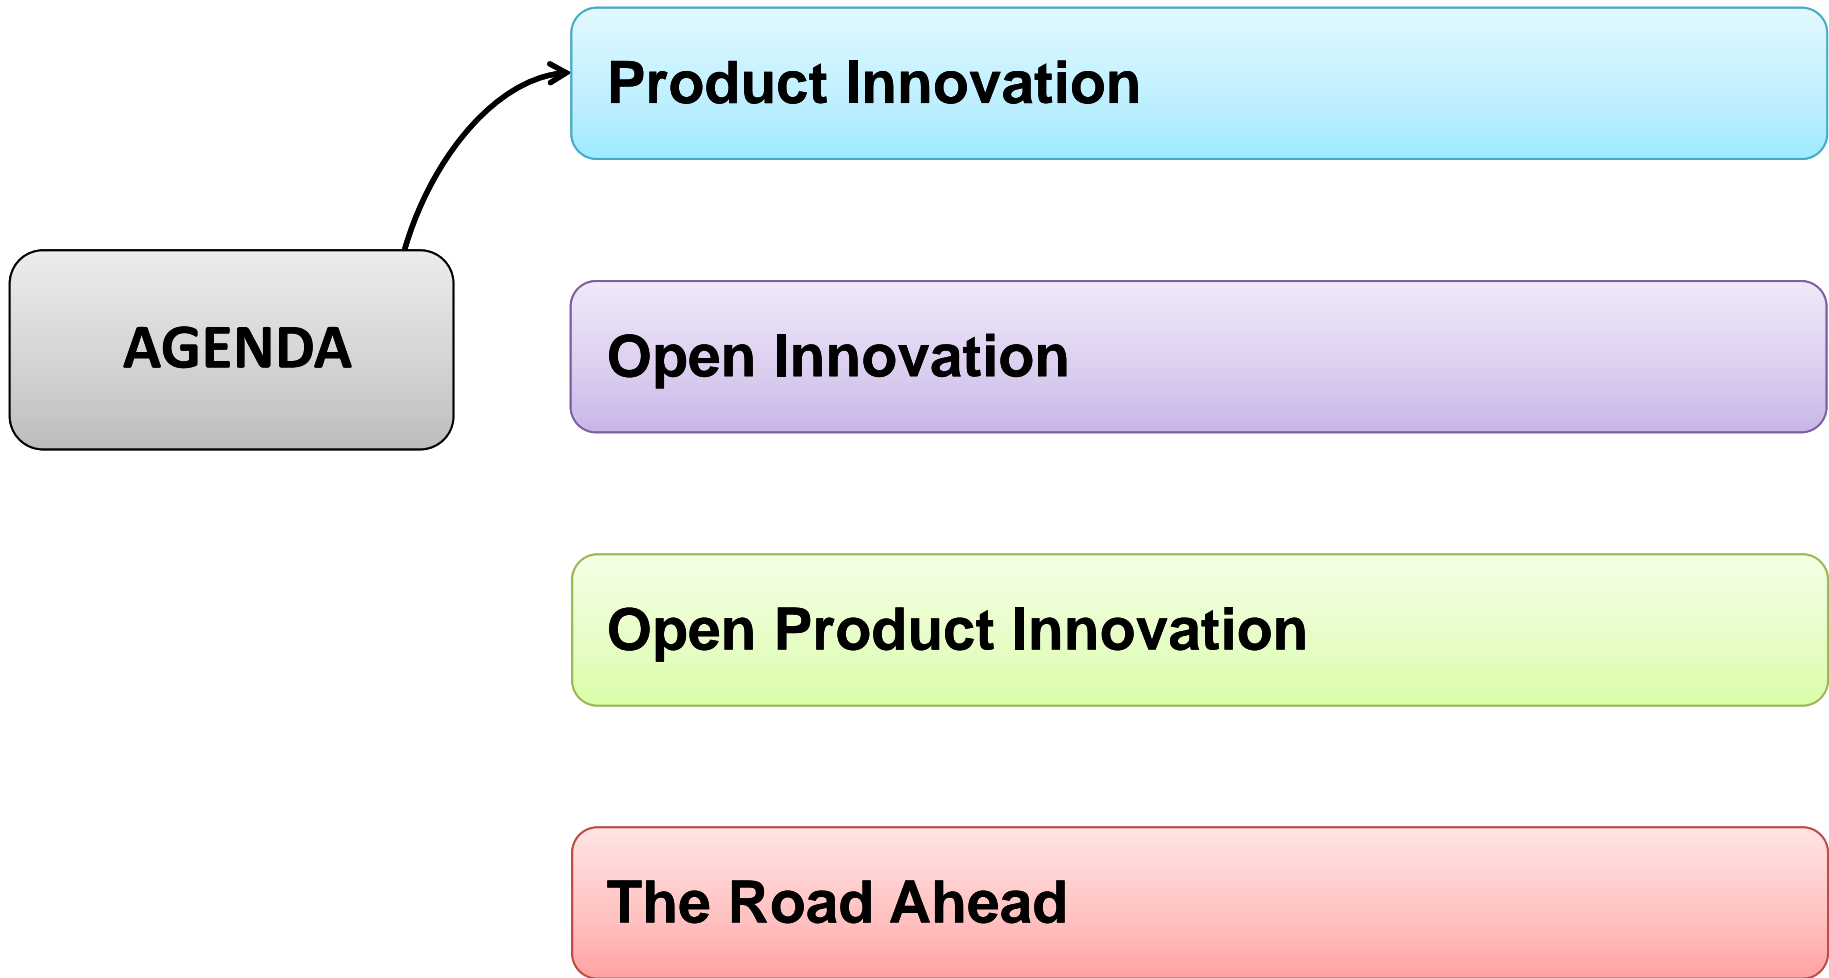 Product Innovation
AGENDA
Open Innovation
Open Product Innovation
The Road Ahead